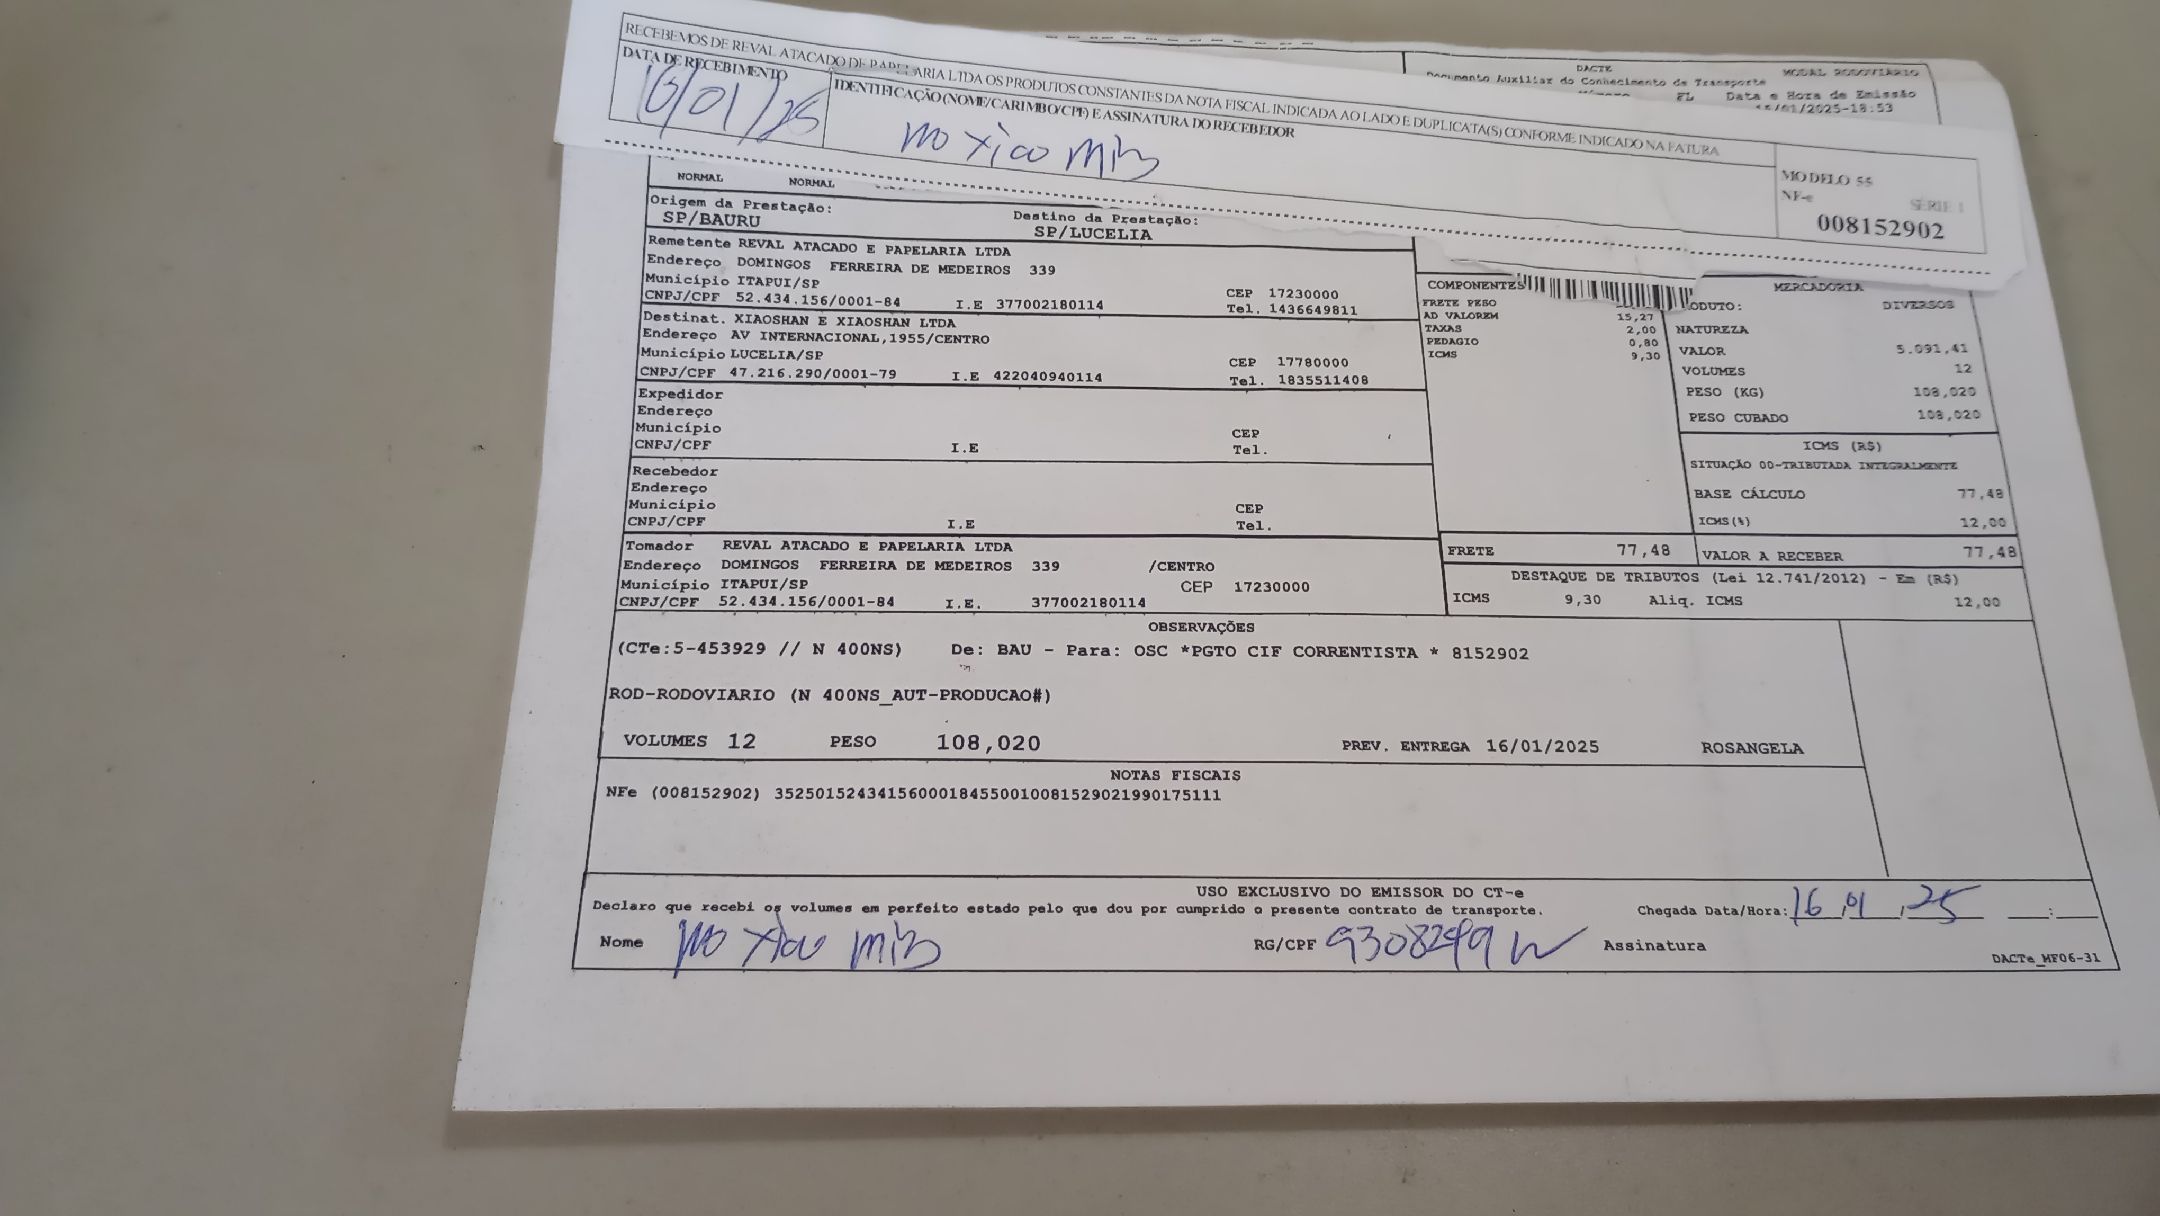 RECEBEMOS DE REVAL ATACADO DE PAPELARIA LTDA OS PRODUTOS CONSTANTES DA NOTA FISCAL INDICADA AO LADO E DUPLICATA(S) CONFORME INDICADO NA FATURA
DATA DE RECEBIMENTO
16/01/25
IDENTIFICAÇÃO (NOME/CARIMBO/CPF) E ASSINATURA DO RECEBEDOR
MODELO 55
NF-e SÉRIE 1
008152902
DACTE
Documento Auxiliar do Conhecimento de Transporte
MODAL RODOVIÁRIO
FL Data e Hora de Emissão
/01/2025-18:53
NORMAL NORMAL
Origem da Prestação:
SP/BAURU
Destino da Prestação:
SP/LUCELIA
Remetente REVAL ATACADO E PAPELARIA LTDA
Endereço DOMINGOS FERREIRA DE MEDEIROS 339
Município ITAPUI/SP CEP 17230000
CNPJ/CPF 52.434.156/0001-84 I.E 377002180114 Tel. 1436649811
Destinat. XIAOSHAN E XIAOSHAN LTDA
Endereço AV INTERNACIONAL,1955/CENTRO
Município LUCELIA/SP CEP 17780000
CNPJ/CPF 47.216.290/0001-79 I.E 422040940114 Tel. 1835511408
Expedidor
Endereço
Município CEP
CNPJ/CPF I.E Tel.
Recebedor
Endereço
Município CEP
CNPJ/CPF I.E Tel.
Tomador REVAL ATACADO E PAPELARIA LTDA
Endereço DOMINGOS FERREIRA DE MEDEIROS 339 /CENTRO
Município ITAPUI/SP CEP 17230000
CNPJ/CPF 52.434.156/0001-84 I.E. 377002180114
COMPONENTES
FRETE PESO
AD VALOREM 15,27
TAXAS 2,00
PEDAGIO 0,80
ICMS 9,30
MERCADORIA
ODUTO: DIVERSOS
NATUREZA
VALOR 5.091,41
VOLUMES 12
PESO (KG) 108,020
PESO CUBADO 108,020
ICMS (R$)
SITUAÇÃO 00-TRIBUTADA INTEGRALMENTE
BASE CÁLCULO 77,48
ICMS(%) 12,00
FRETE 77,48 VALOR A RECEBER 77,48
DESTAQUE DE TRIBUTOS (Lei 12.741/2012) - Em (R$)
ICMS 9,30 Aliq. ICMS 12,00
OBSERVAÇÕES
(CTe:5-453929 // N 400NS) De: BAU - Para: OSC *PGTO CIF CORRENTISTA * 8152902
ROD-RODOVIARIO (N 400NS_AUT-PRODUCAO#)
VOLUMES 12 PESO 108,020 PREV. ENTREGA 16/01/2025 ROSANGELA
NOTAS FISCAIS
NFe (008152902) 35250152434156000184550010081529021990175111
USO EXCLUSIVO DO EMISSOR DO CT-e
Declaro que recebi os volumes em perfeito estado pelo que dou por cumprido o presente contrato de transporte.
Chegada Data/Hora: 16 01 25 __:__
Nome RG/CPF Assinatura
DACTe_MF06-31